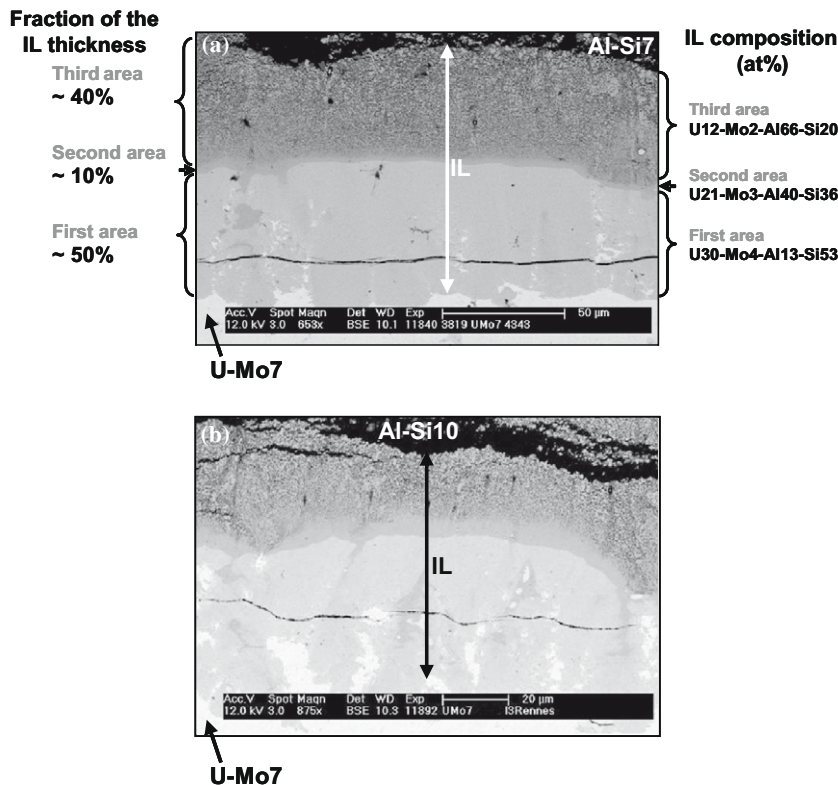 Fraction of the
IL thickness
Third area
~ 40%
Second area
~ 10%
First area
~ 50%
(a)
Al-Si7
IL
IL composition
(at%)
Third area
U12-Mo2-Al66-Si20
Second area
U21-Mo3-Al40-Si36
First area
U30-Mo4-Al13-Si53
Acc.V Spot Magn Det WD Exp 50 µm
12.0 kV 3.0 653x BSE 10.1 11840 3819 UMo7 4343
U-Mo7
(b)
Al-Si10
IL
Acc.V Spot Magn Det WD Exp 20 µm
12.0 kV 3.0 875x BSE 10.3 11892 UMo7 I3Rennes
U-Mo7